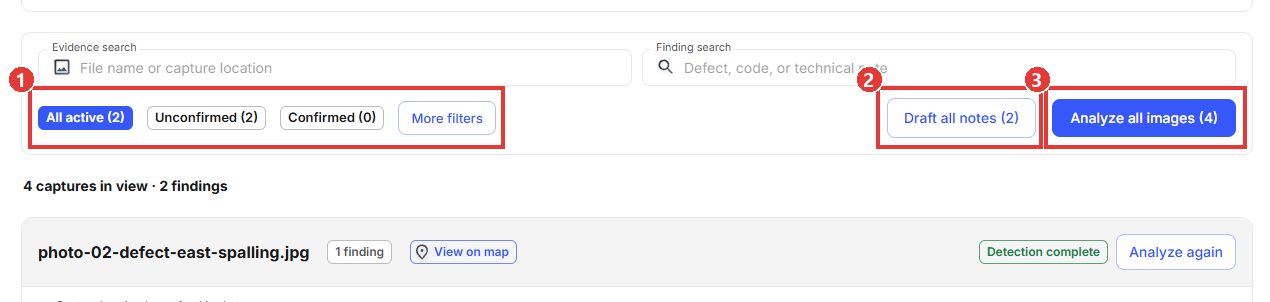 Evidence search
File name or capture location
Finding search
Defect, code, or technical note
1
All active (2)
Unconfirmed (2)
Confirmed (0)
More filters
2
Draft all notes (2)
3
Analyze all images (4)
4 captures in view · 2 findings
photo-02-defect-east-spalling.jpg
1 finding
View on map
Detection complete
Analyze again